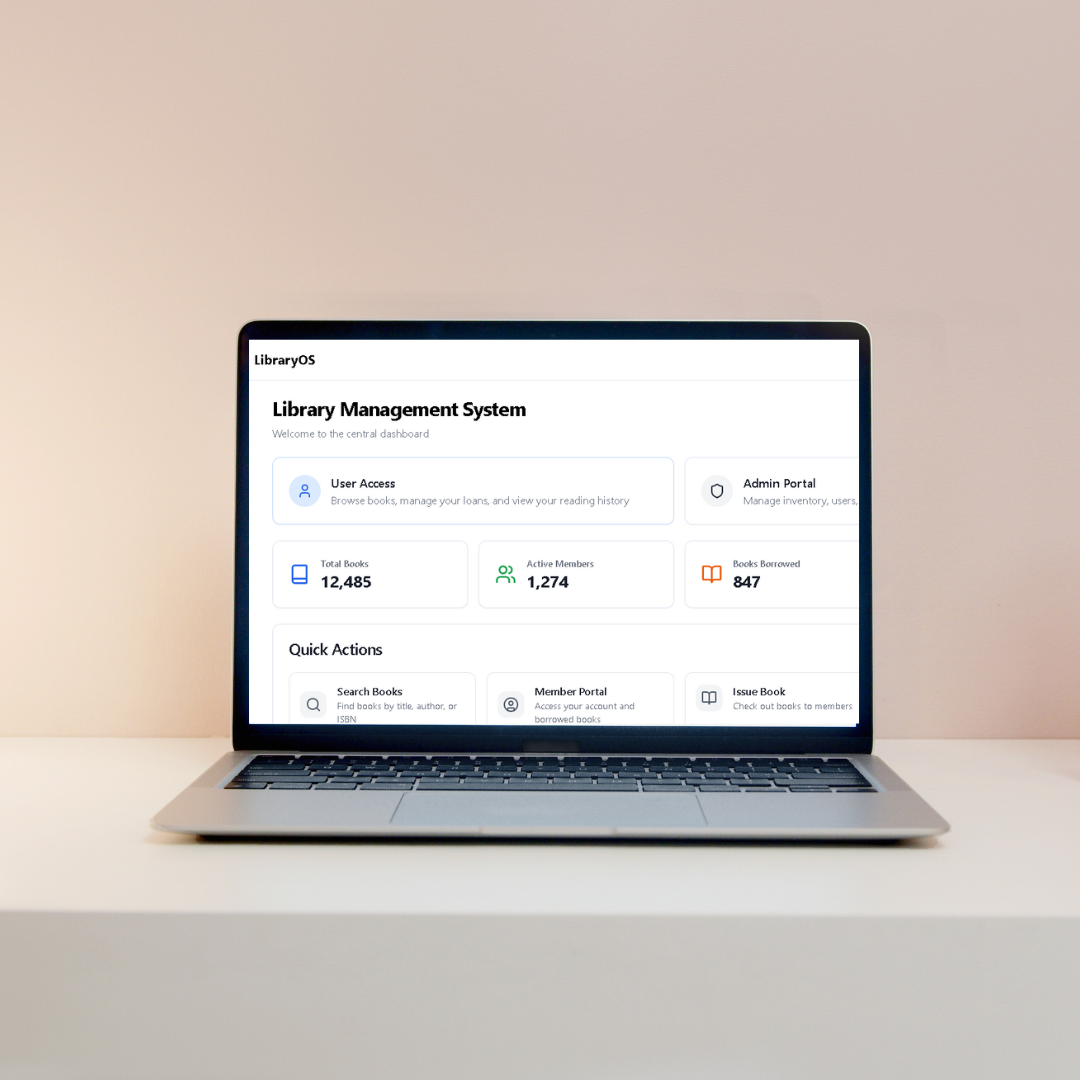 LibraryOS
Library Management System
Welcome to the central dashboard
User Access
Browse books, manage your loans, and view your reading history
Admin Portal
Manage inventory, users,
Total Books
12,485
Active Members
1,274
Books Borrowed
847
Quick Actions
Search Books
Find books by title, author, or
ISBN
Member Portal
Access your account and
borrowed books
Issue Book
Check out books to members